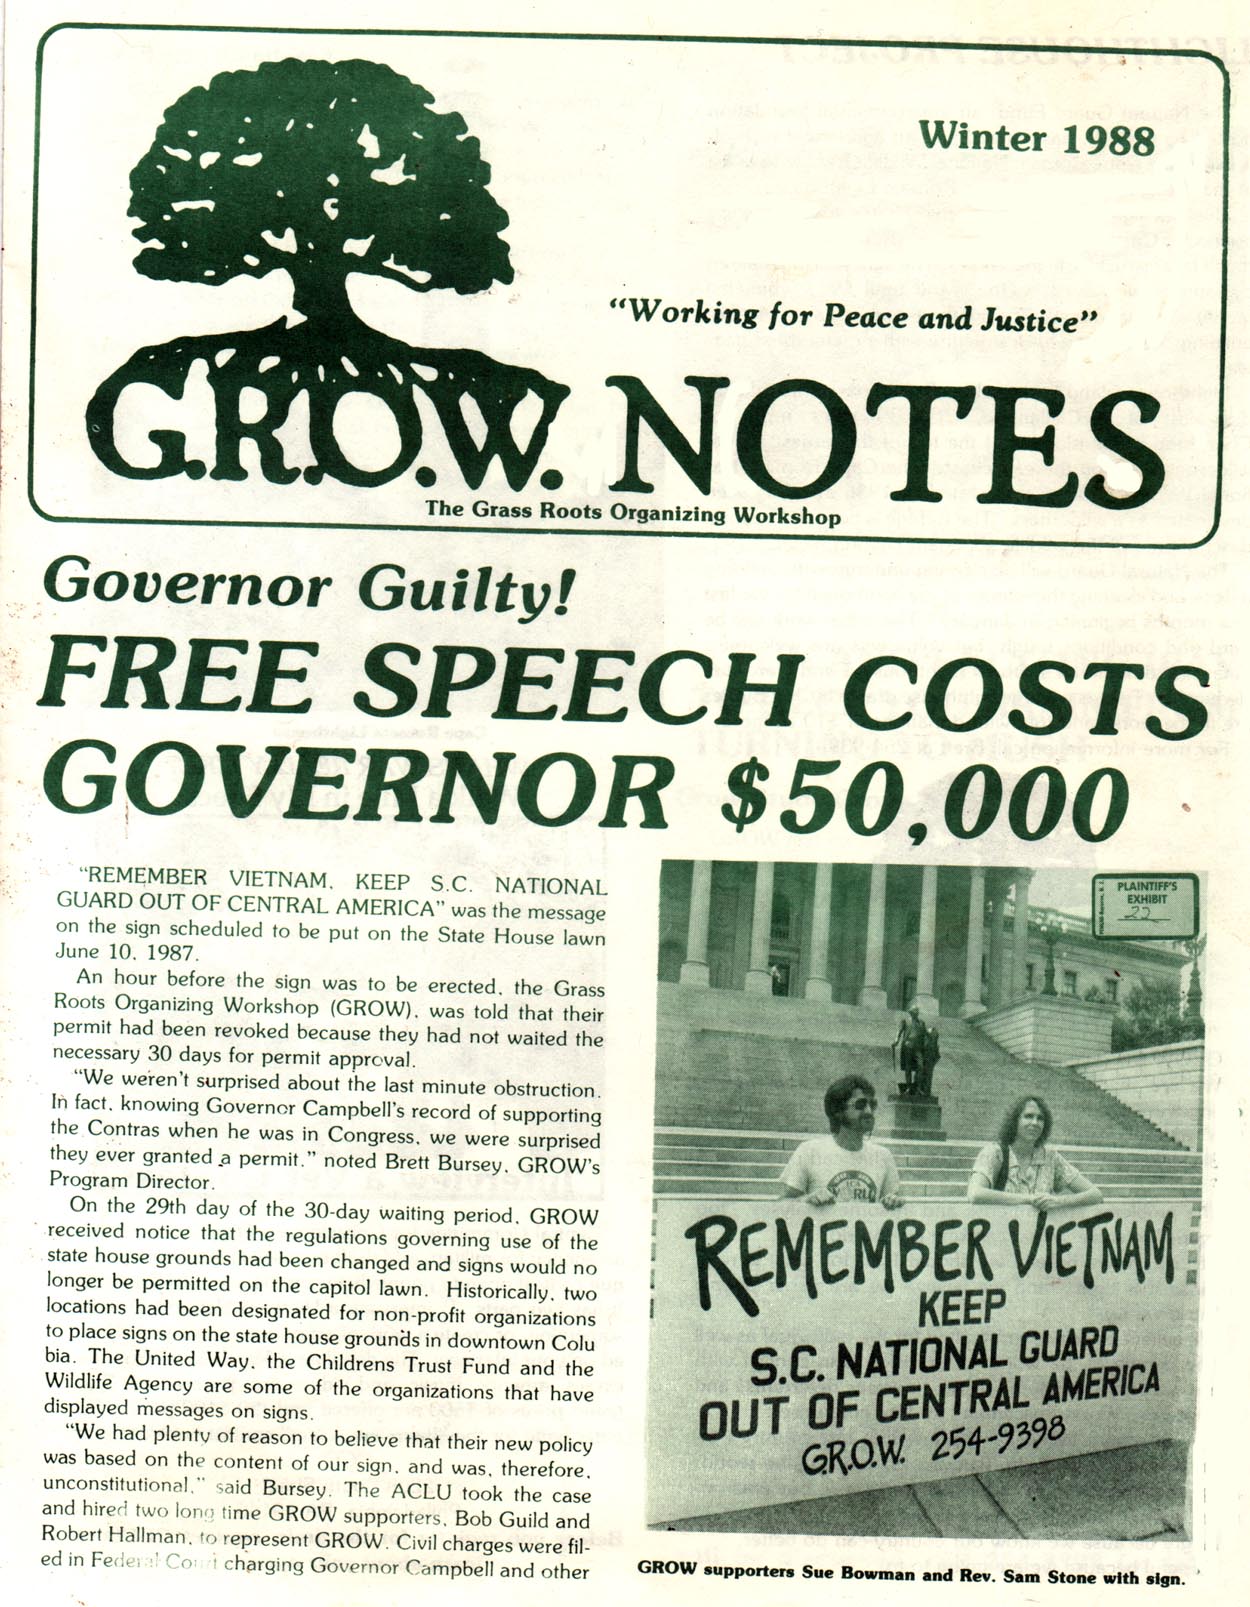 Winter 1988
"Working for Peace and Justice"
G.R.O.W. NOTES
The Grass Roots Organizing Workshop
Governor Guilty!
FREE SPEECH COSTS
GOVERNOR $50,000
"REMEMBER VIETNAM, KEEP S.C. NATIONAL
GUARD OUT OF CENTRAL AMERICA" was the message
on the sign scheduled to be put on the State House lawn
June 10, 1987.
An hour before the sign was to be erected, the Grass
Roots Organizing Workshop (GROW), was told that their
permit had been revoked because they had not waited the
necessary 30 days for permit approval.
"We weren't surprised about the last minute obstruction.
In fact, knowing Governor Campbell's record of supporting
the Contras when he was in Congress, we were surprised
they ever granted a permit." noted Brett Bursey, GROW's
Program Director.
On the 29th day of the 30-day waiting period, GROW
received notice that the regulations governing use of the
state house grounds had been changed and signs would no
longer be permitted on the capitol lawn. Historically, two
locations had been designated for non-profit organizations
to place signs on the state house grounds in downtown Colu
bia. The United Way, the Childrens Trust Fund and the
Wildlife Agency are some of the organizations that have
displayed messages on signs.
"We had plenty of reason to believe that their new policy
was based on the content of our sign, and was, therefore,
unconstitutional," said Bursey. The ACLU took the case
and hired two long time GROW supporters, Bob Guild and
Robert Hallman, to represent GROW. Civil charges were fil-
ed in Federal Court charging Governor Campbell and other
PLAINTIFF'S
EXHIBIT
22
REMEMBER VIETNAM
KEEP
S.C. NATIONAL GUARD
OUT OF CENTRAL AMERICA
G.R.O.W. 254-9398
GROW supporters Sue Bowman and Rev. Sam Stone with sign.